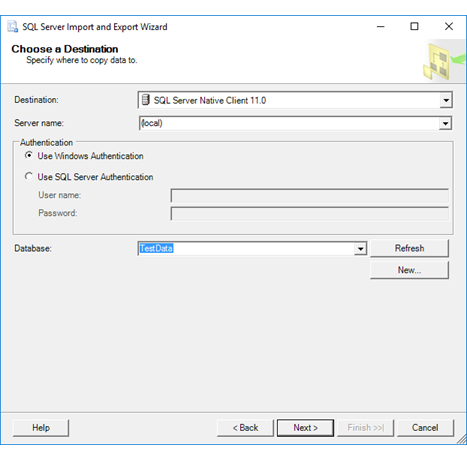 SQL Server Import and Export Wizard
Choose a Destination
Specify where to copy data to.
Destination: SQL Server Native Client 11.0
Server name: (local)
Authentication
Use Windows Authentication
Use SQL Server Authentication
User name:
Password:
Database: TestData Refresh
New...
Help < Back Next > Finish >>| Cancel